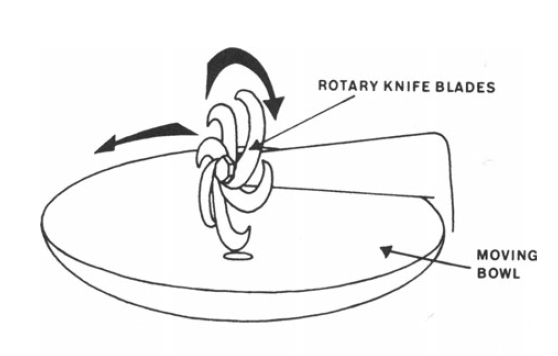 ROTARY KNIFE BLADES
MOVING
BOWL